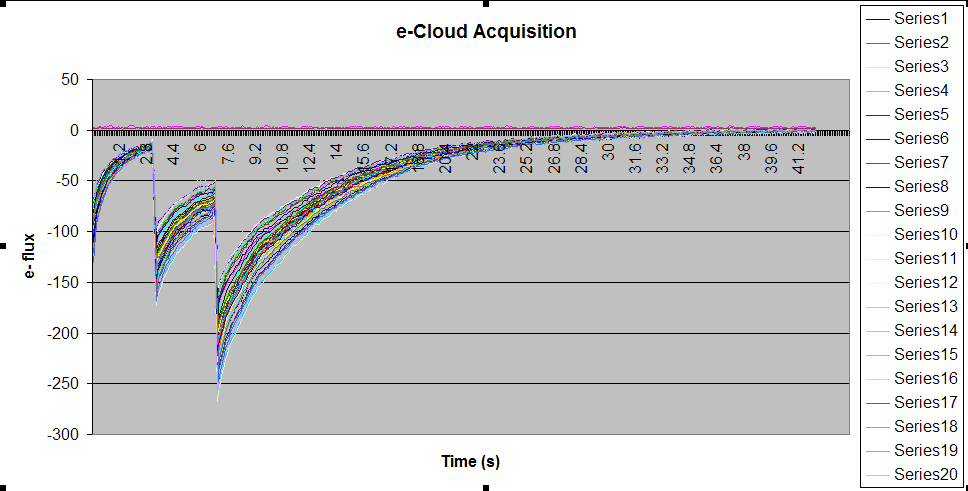 e-Cloud Acquisition
50
0
-50
-100
-150
-200
-250
-300
e- flux
2.8
4.4
6
7.6
9.2
10.8
12.4
14
15.6
25.2
26.8
28.4
30
31.6
33.2
34.8
36.4
38
39.6
41.2
Time (s)
Series1
Series2
Series3
Series4
Series5
Series6
Series7
Series8
Series9
Series10
Series11
Series12
Series13
Series14
Series15
Series16
Series17
Series18
Series19
Series20